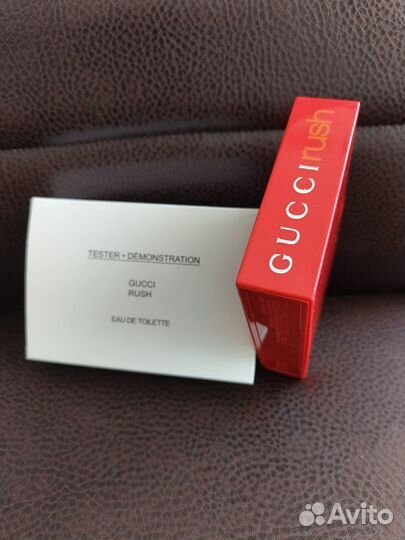 TESTER • DÉMONSTRATION
GUCCI
RUSH
EAU DE TOILETTE
GUCCI rush
Avito